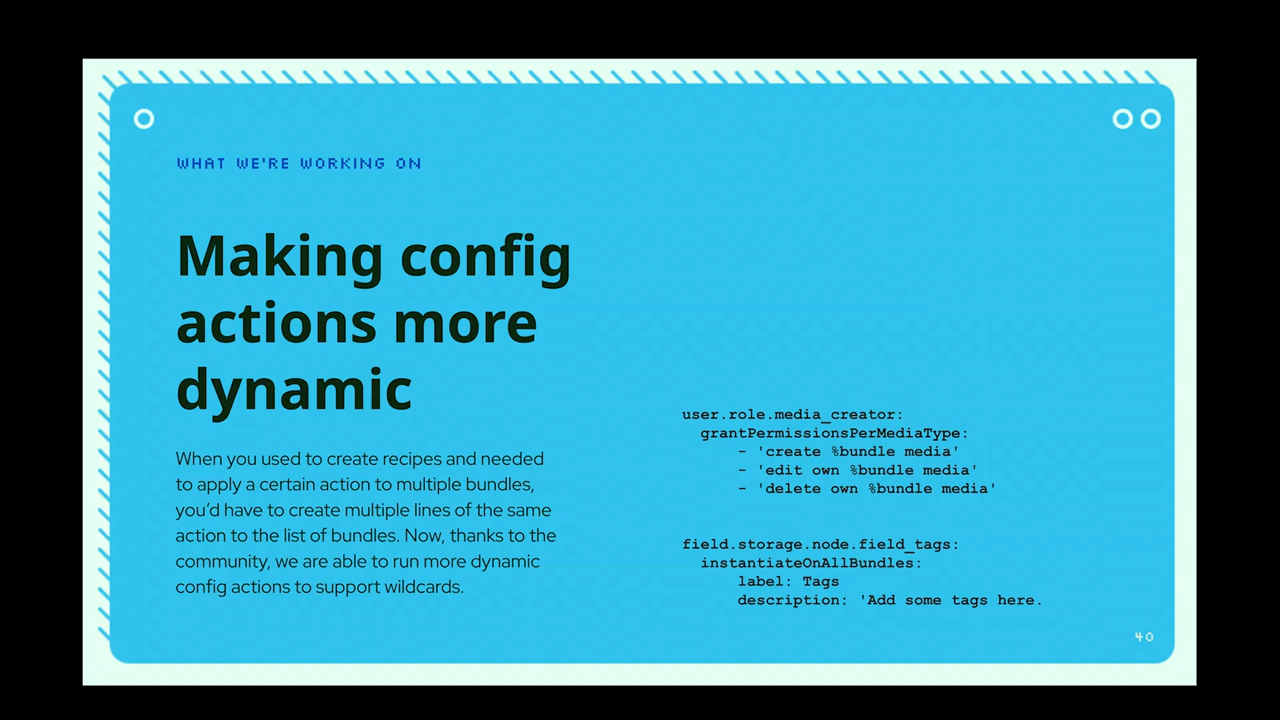 WHAT WE'RE WORKING ON
Making config
actions more
dynamic
When you used to create recipes and needed
to apply a certain action to multiple bundles,
you’d have to create multiple lines of the same
action to the list of bundles. Now, thanks to the
community, we are able to run more dynamic
config actions to support wildcards.
user.role.media_creator:
  grantPermissionsPerMediaType:
      - 'create %bundle media'
      - 'edit own %bundle media'
      - 'delete own %bundle media'
field.storage.node.field_tags:
  instantiateOnAllBundles:
      label: Tags
      description: 'Add some tags here.
40